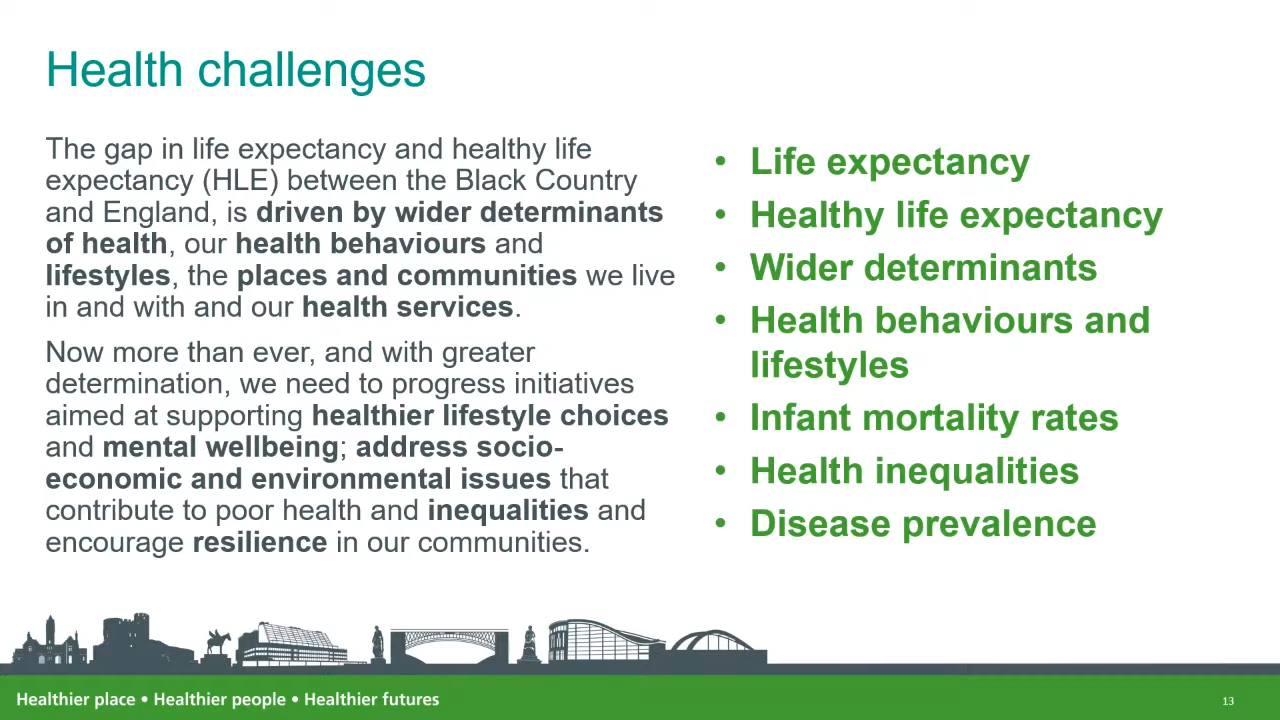 Health challenges
The gap in life expectancy and healthy life
expectancy (HLE) between the Black Country
and England, is driven by wider determinants
of health, our health behaviours and
lifestyles, the places and communities we live
in and with and our health services.
Now more than ever, and with greater
determination, we need to progress initiatives
aimed at supporting healthier lifestyle choices
and mental wellbeing; address socio-
economic and environmental issues that
contribute to poor health and inequalities and
encourage resilience in our communities.
• Life expectancy
• Healthy life expectancy
• Wider determinants
• Health behaviours and
lifestyles
• Infant mortality rates
• Health inequalities
• Disease prevalence
Healthier place • Healthier people • Healthier futures
13